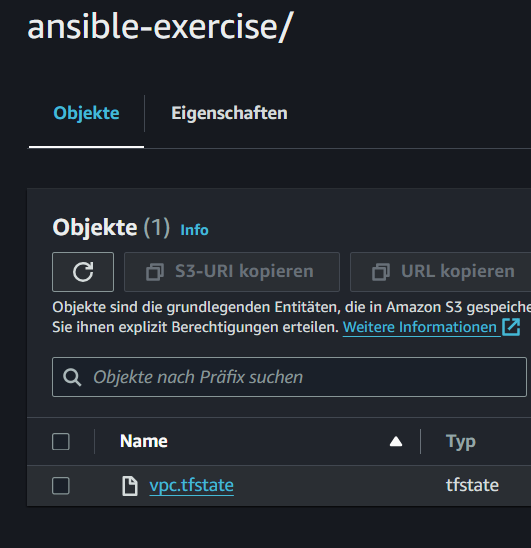 ansible-exercise/
Objekte Eigenschaften
Objekte (1) Info
S3-URI kopieren URL kopieren
Objekte sind die grundlegenden Entitäten, die in Amazon S3 gespeiche
Sie ihnen explizit Berechtigungen erteilen. Weitere Informationen
Objekte nach Präfix suchen
Name Typ
vpc.tfstate tfstate